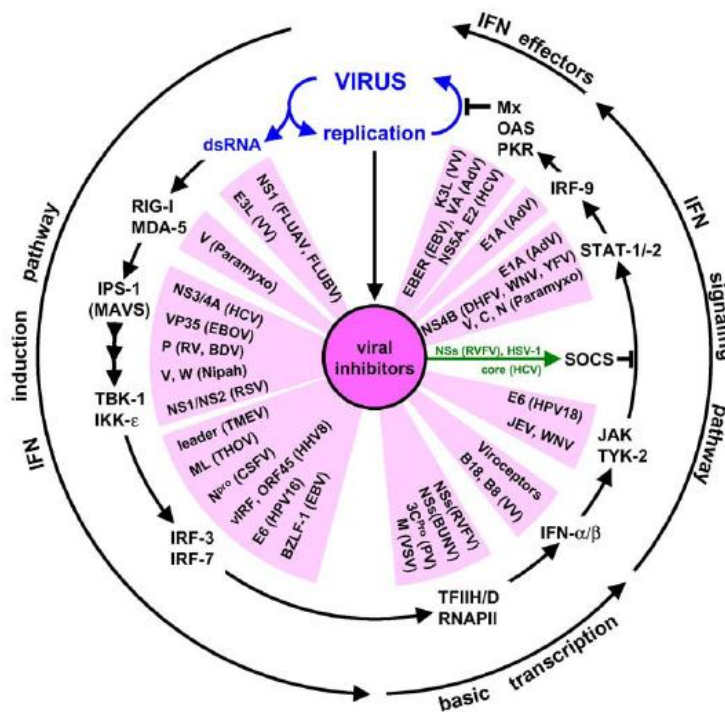 IFN effectors
VIRUS
replication
dsRNA
Mx
OAS
PKR
IRF-9
STAT-1/-2
SOCS
JAK
TYK-2
IFN-α/β
TFIIH/D
RNAPII
IRF-3
IRF-7
TBK-1
IKK-ε
IPS-1
(MAVS)
RIG-I
MDA-5
viral
inhibitors
NS1 (FLUAV, FLUBV)
E3L (VV)
V (Paramyxo)
NS3/4A (HCV)
VP35 (EBOV)
P (RV, BDV)
V, W (Nipah)
NS1/NS2 (RSV)
leader (TMEV)
ML (THOV)
Npro (CSFV)
vIRF, ORF45 (HHV8)
E6 (HPV16)
BZLF-1 (EBV)
NSs(RVFV)
NSs(BUNV)
3CPro (PV)
M (VSV)
Viroceptors
B18, B8 (VV)
E6 (HPV18)
JEV, WNV
NSs (RVFV), HSV-1
core (HCV)
E1A (AdV)
NS4B (DHFV, WNV, YFV)
V, C, N (Paramyxo)
E1A (AdV)
K3L (VV)
EBER (EBV), VA (AdV)
NS5A, E2 (HCV)
IFN induction pathway
basic transcription
IFN signaling pathway